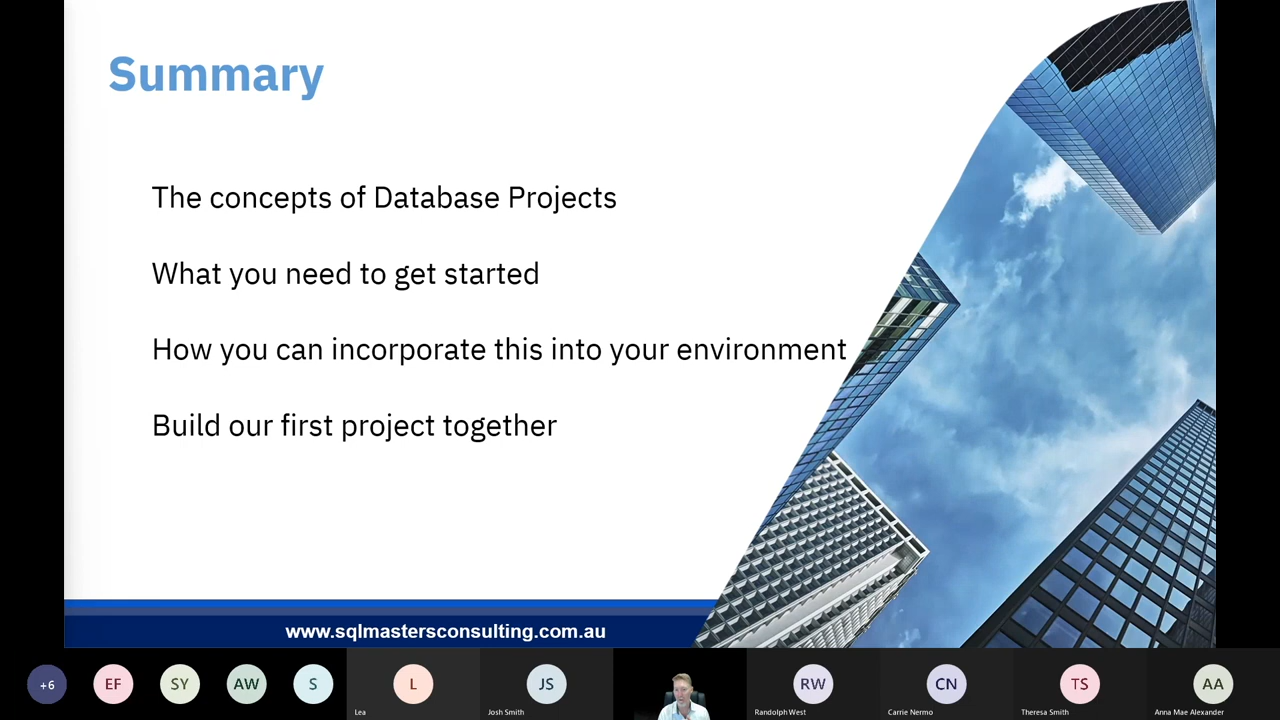 Summary
The concepts of Database Projects
What you need to get started
How you can incorporate this into your environment
Build our first project together
www.sqlmastersconsulting.com.au
+6
EF
SY
AW
S
L
Lea
JS
Josh Smith
RW
Randolph West
CN
Carrie Nermo
TS
Theresa Smith
AA
Anna Mae Alexander